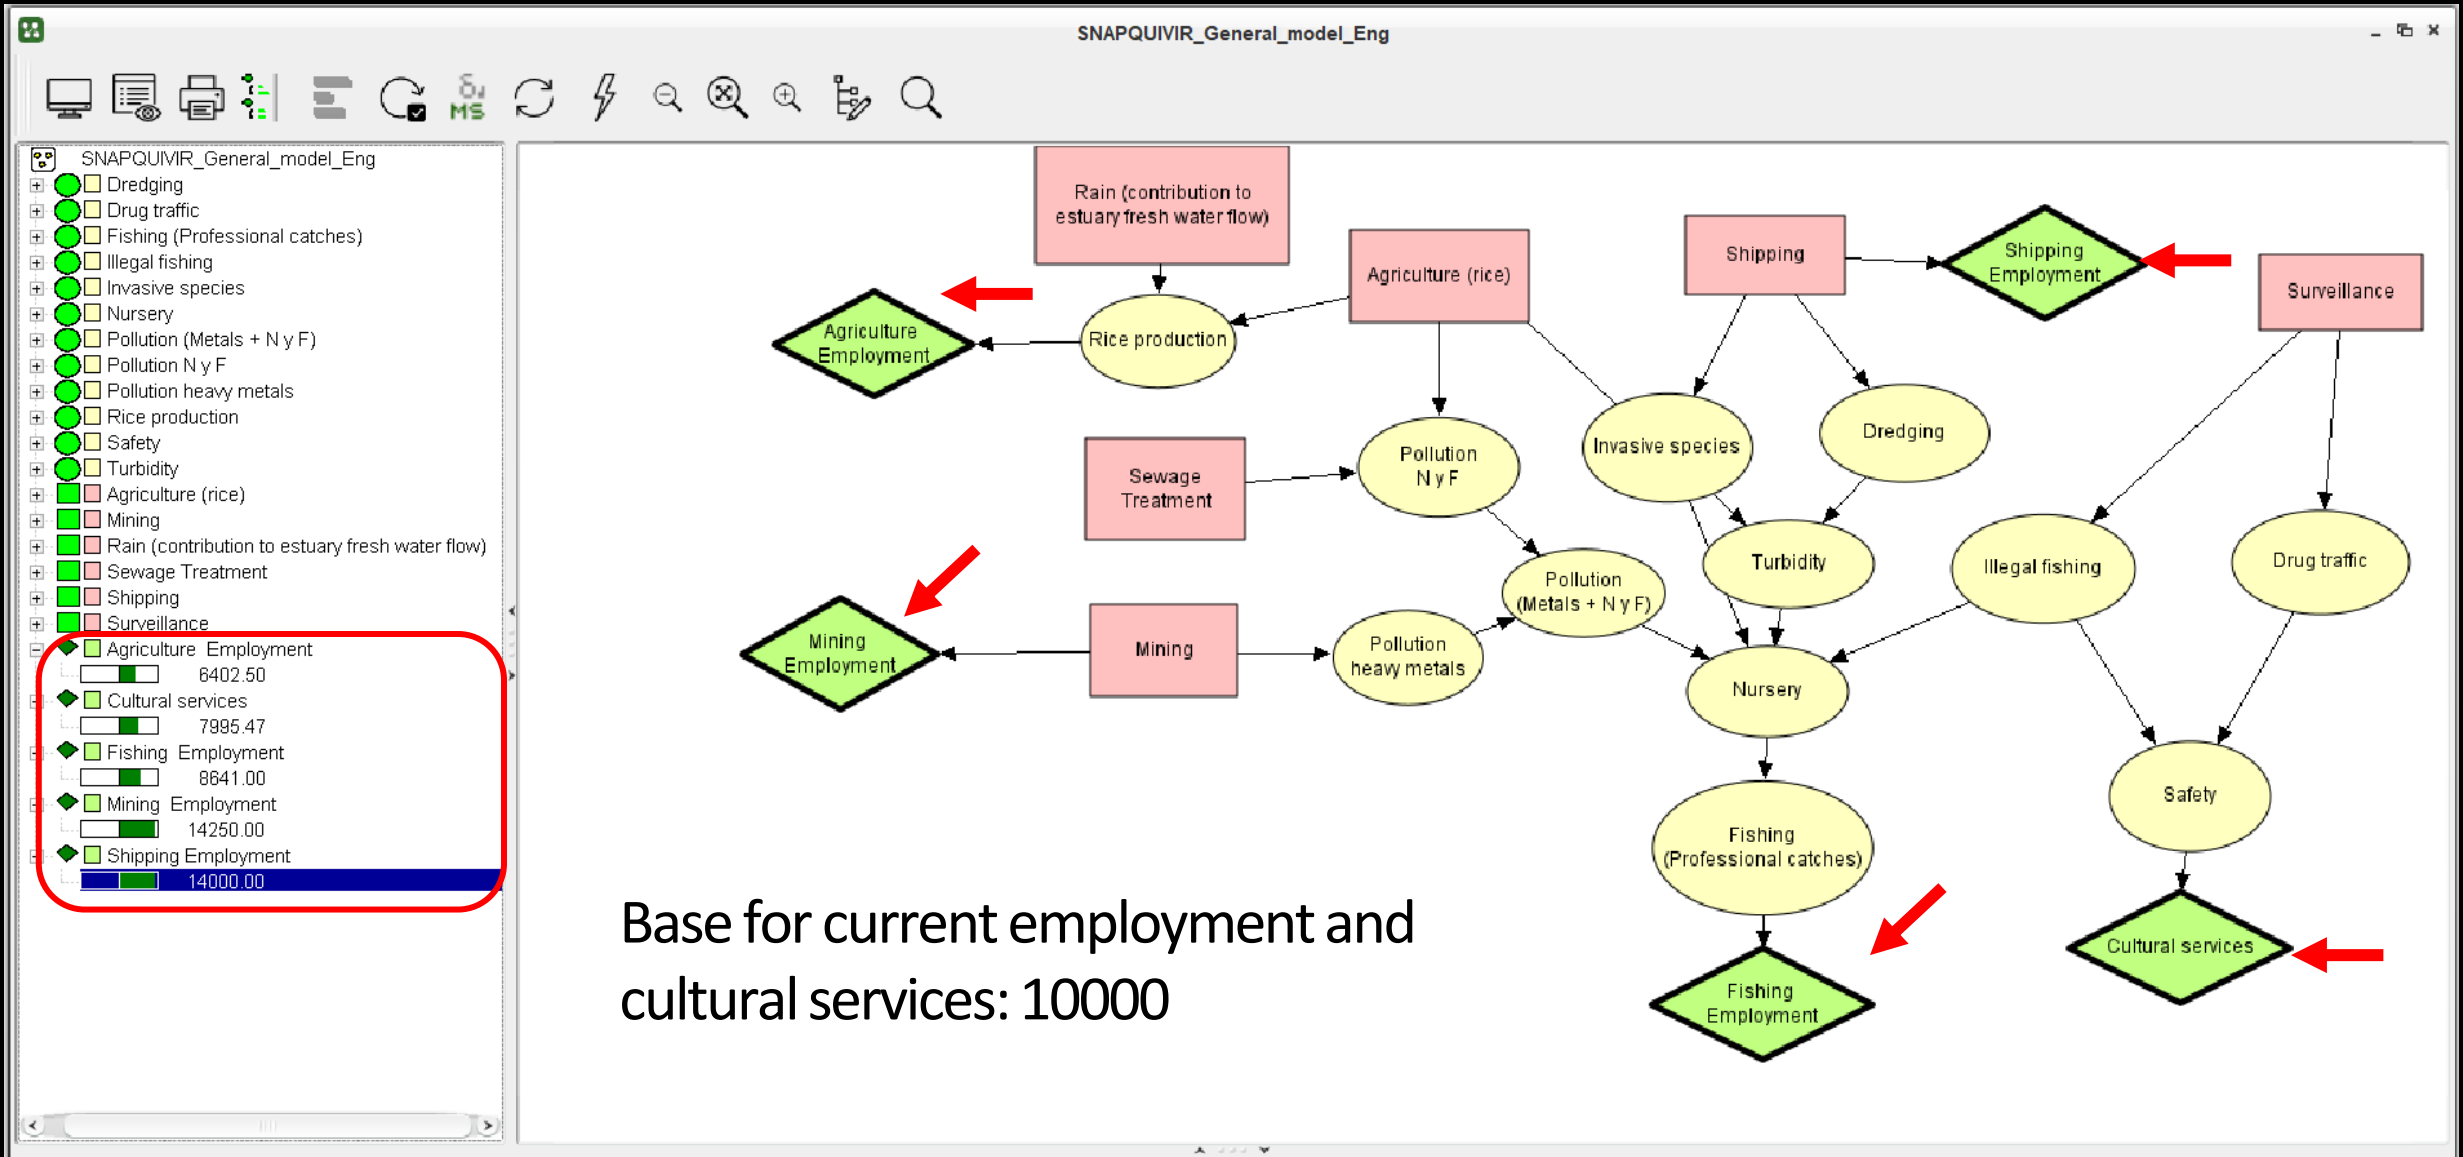 SNAPQUIVIR_General_model_Eng
δ
MS
SNAPQUIVIR_General_model_Eng
Dredging
Drug traffic
Fishing (Professional catches)
Illegal fishing
Invasive species
Nursery
Pollution (Metals + N y F)
Pollution N y F
Pollution heavy metals
Rice production
Safety
Turbidity
Agriculture (rice)
Mining
Rain (contribution to estuary fresh water flow)
Sewage Treatment
Shipping
Surveillance
Agriculture Employment
6402.50
Cultural services
7995.47
Fishing Employment
8641.00
Mining Employment
14250.00
Shipping Employment
14000.00
Rain (contribution to
estuary fresh water flow)
Agriculture (rice)
Shipping
Shipping
Employment
Surveillance
Agriculture
Employment
Rice production
Sewage
Treatment
Pollution
N y F
Invasive species
Dredging
Mining
Employment
Mining
Pollution
heavy metals
Pollution
(Metals + N y F)
Turbidity
Illegal fishing
Drug traffic
Nursery
Fishing
(Professional catches)
Safety
Fishing
Employment
Cultural services
Base for current employment and
cultural services: 10000